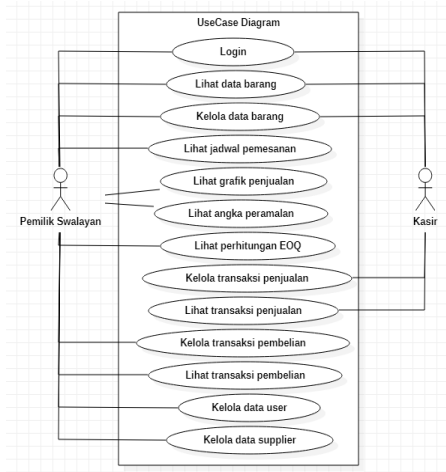 UseCase Diagram
Login
Lihat data barang
Kelola data barang
Lihat jadwal pemesanan
Lihat grafik penjualan
Pemilik Swalayan
Lihat angka peramalan
Kasir
Lihat perhitungan EOQ
Kelola transaksi penjualan
Lihat transaksi penjualan
Kelola transaksi pembelian
Lihat transaksi pembelian
Kelola data user
Kelola data supplier